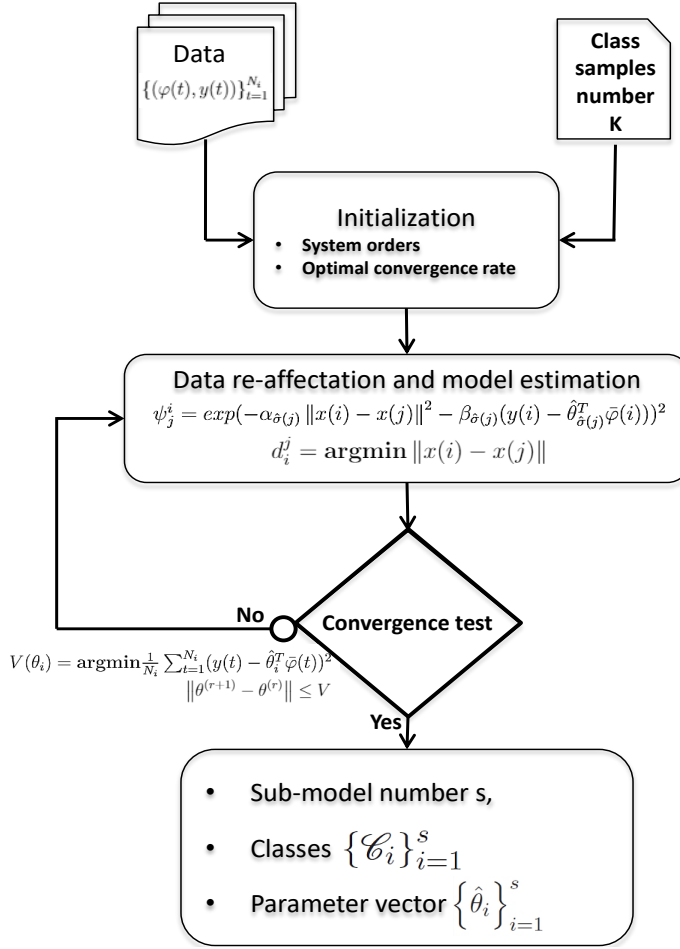 Data
{(φ(t), y(t))}_{t=1}^{N_i}
Class
samples
number
K
Initialization
• System orders
• Optimal convergence rate
Data re-affectation and model estimation
ψ_j^i = exp(−α_{σ̂(j)} ‖x(i) − x(j)‖² − β_{σ̂(j)}(y(i) − θ̂_{σ̂(j)}^T φ̄(i)))²
d_i^j = argmin ‖x(i) − x(j)‖
Convergence test
No
V(θ_i) = argmin 1/N_i ∑_{t=1}^{N_i}(y(t) − θ̂_i^T φ̄(t))²
‖θ^{(r+1)} − θ^{(r)}‖ ≤ V
Yes
• Sub-model number s,
• Classes {𝒞_i}_{i=1}^s
• Parameter vector {θ̂_i}_{i=1}^s